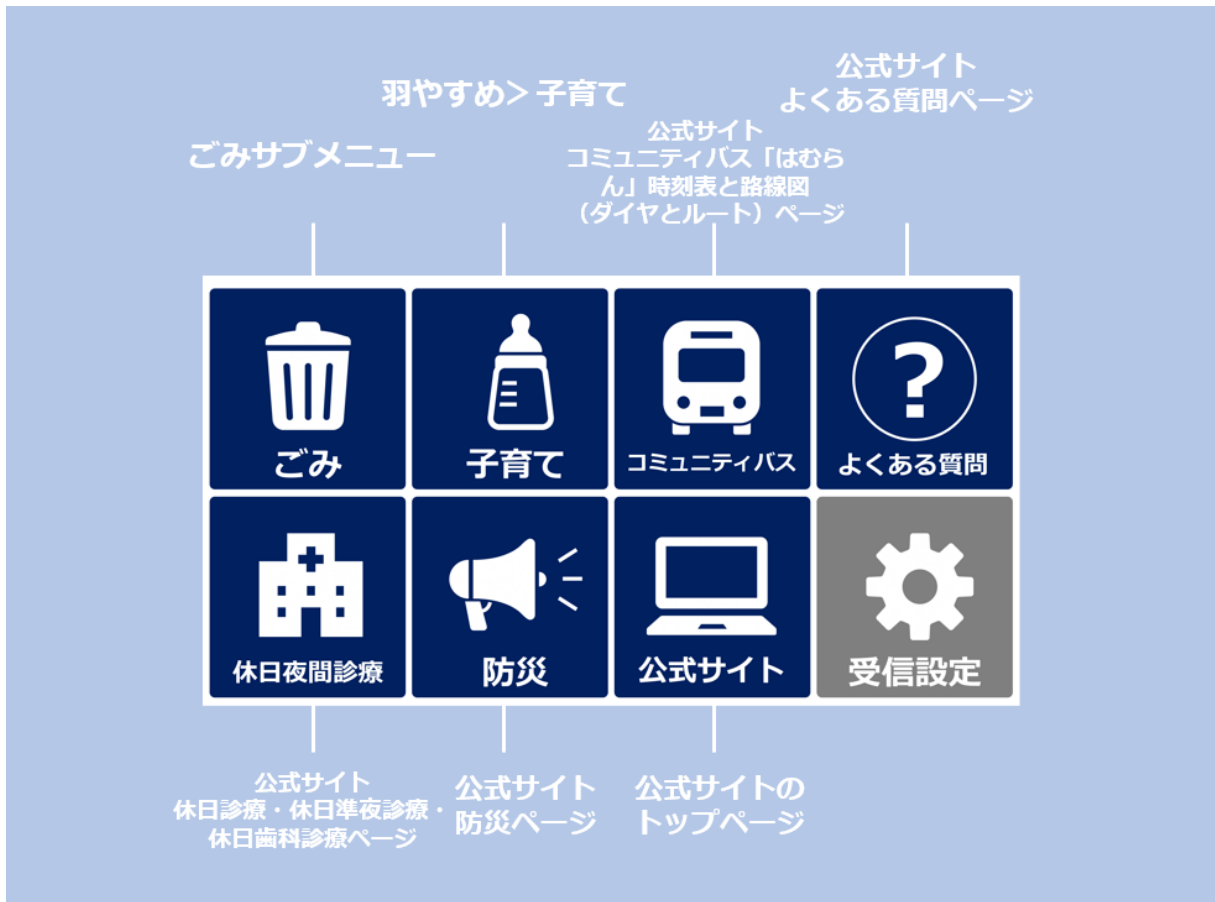 公式サイト
よくある質問ページ
羽やすめ＞子育て
公式サイト
コミュニティバス「はむら
ん」時刻表と路線図
（ダイヤとルート）ページ
ごみサブメニュー
ごみ
子育て
コミュニティバス
?
よくある質問
休日夜間診療
防災
公式サイト
受信設定
公式サイト
休日診療・休日準夜診療・
休日歯科診療ページ
公式サイト
防災ページ
公式サイトの
トップページ